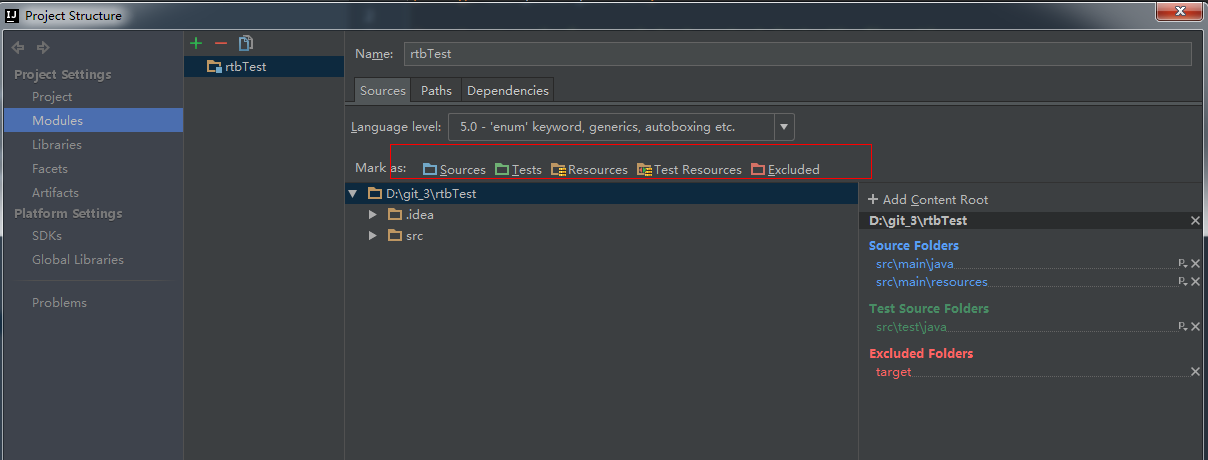 Project Structure
Project Settings
Project
Modules
Libraries
Facets
Artifacts
Platform Settings
SDKs
Global Libraries
Problems
rtbTest
Name: rtbTest
Sources Paths Dependencies
Language level: 5.0 - 'enum' keyword, generics, autoboxing etc.
Mark as: Sources Tests Resources Test Resources Excluded
D:\git_3\rtbTest
.idea
src
+ Add Content Root
D:\git_3\rtbTest
Source Folders
src\main\java
src\main\resources
Test Source Folders
src\test\java
Excluded Folders
target